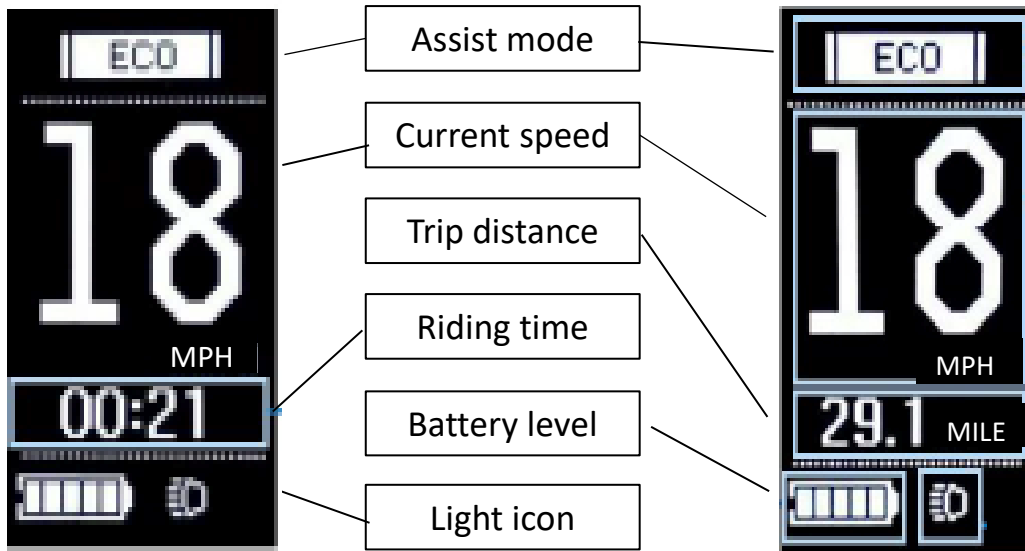 ECO
18
MPH
00:21
Assist mode
Current speed
Trip distance
Riding time
Battery level
Light icon
ECO
18
MPH
29.1 MILE